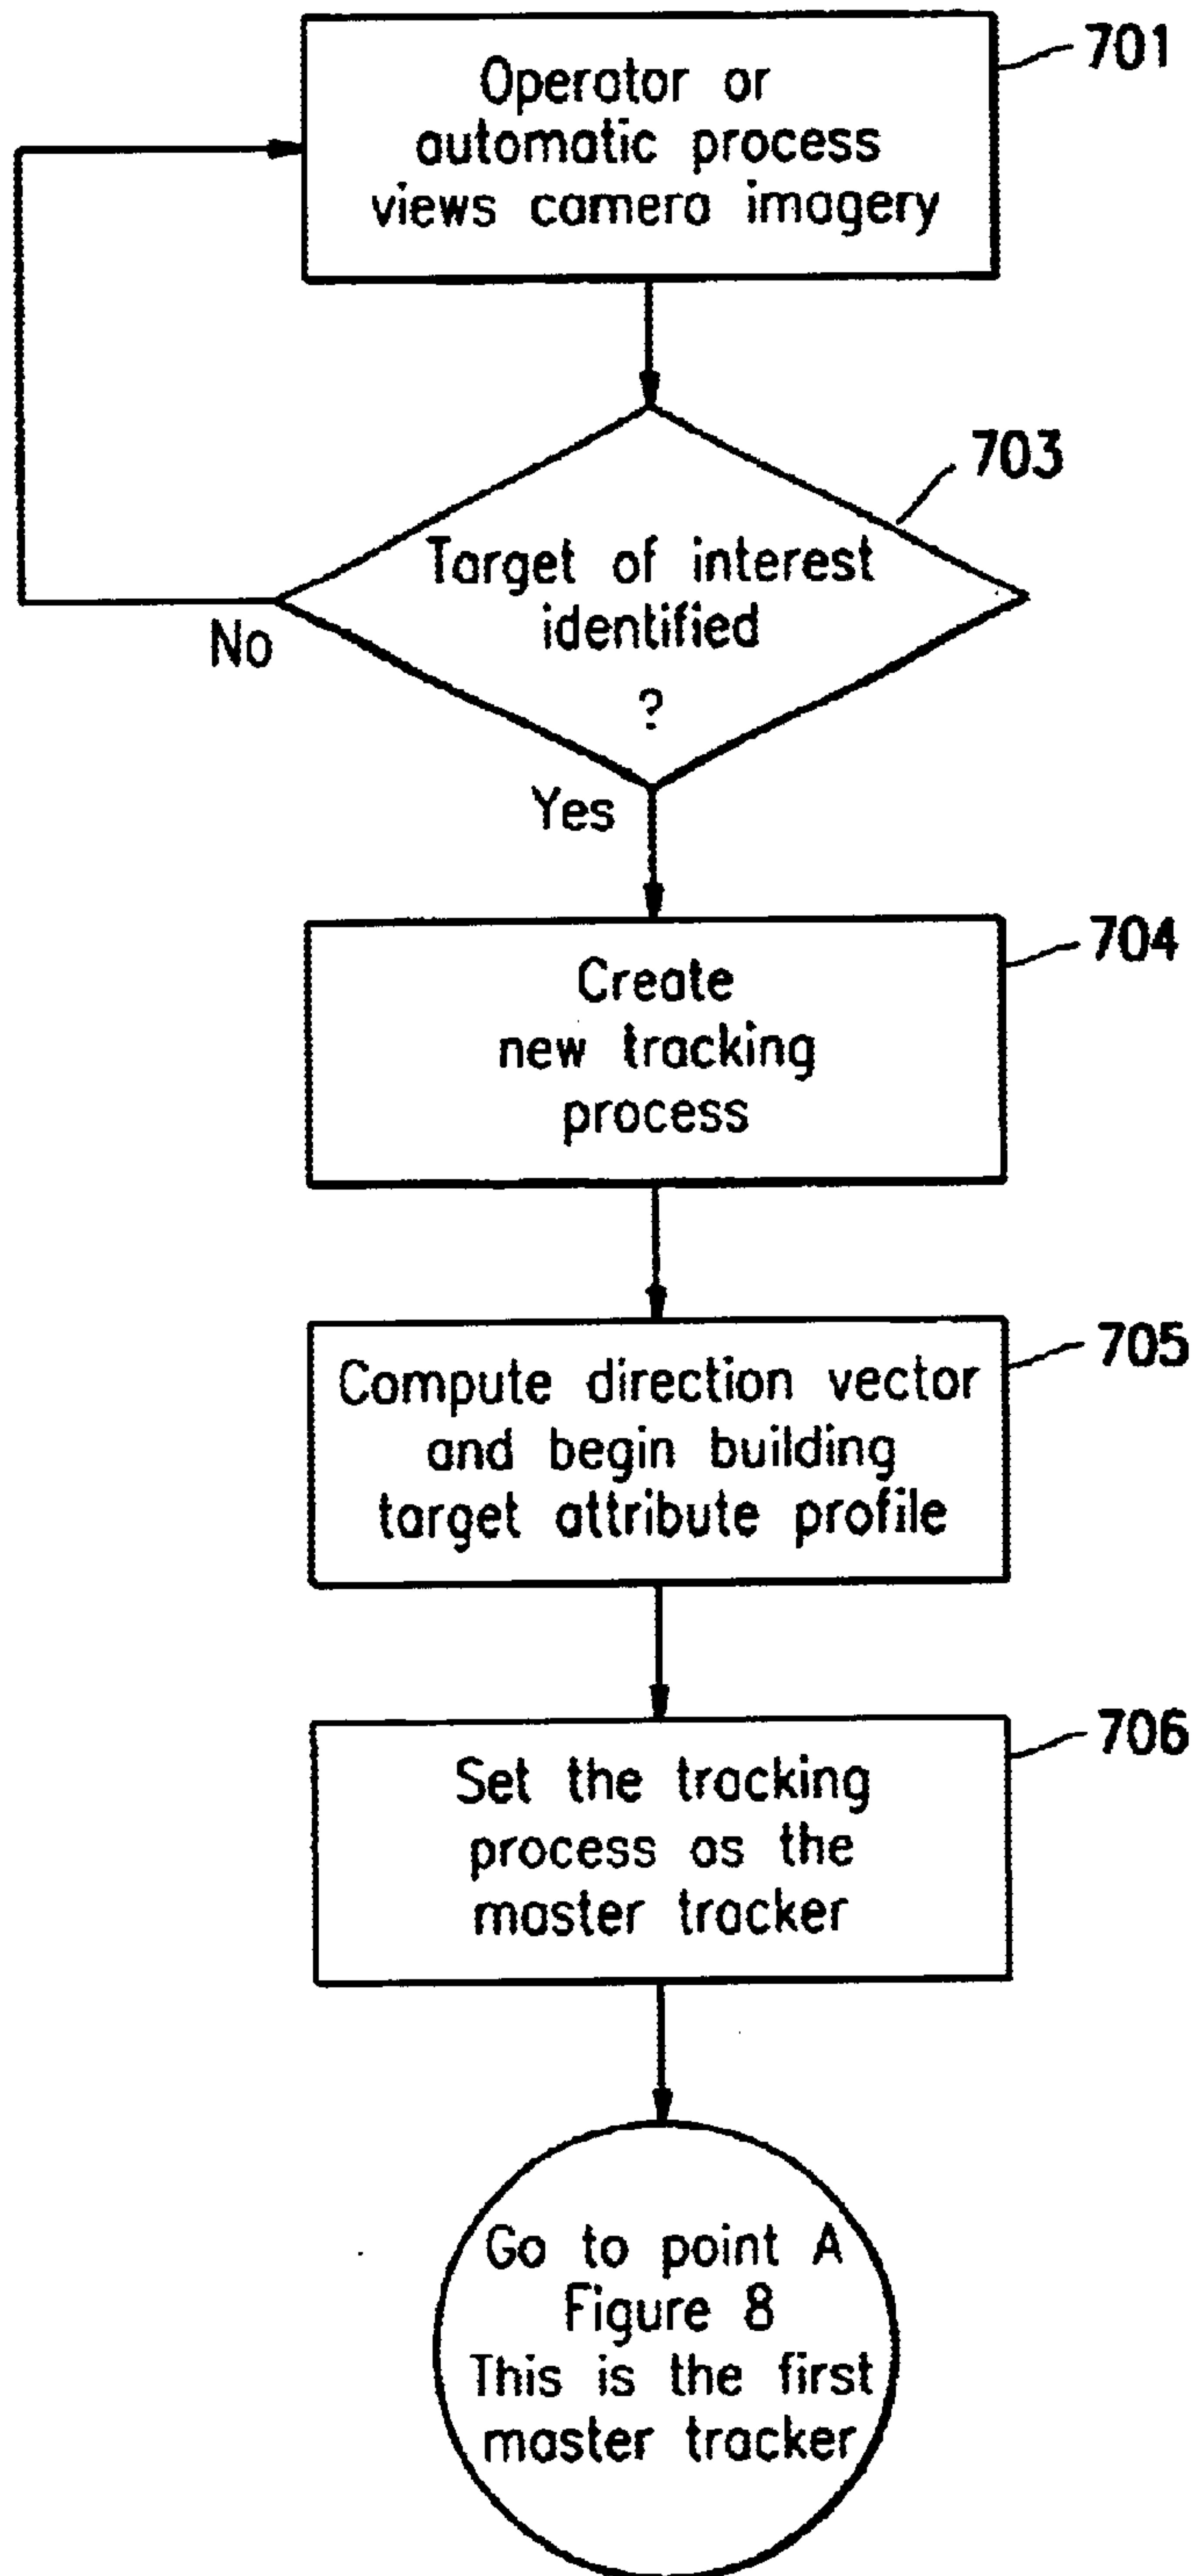 701
Operator or
automatic process
views camera imagery
703
Target of interest
identified
?
No
Yes
704
Create
new tracking
process
705
Compute direction vector
and begin building
target attribute profile
706
Set the tracking
process as the
master tracker
Go to point A
Figure 8
This is the first
master tracker